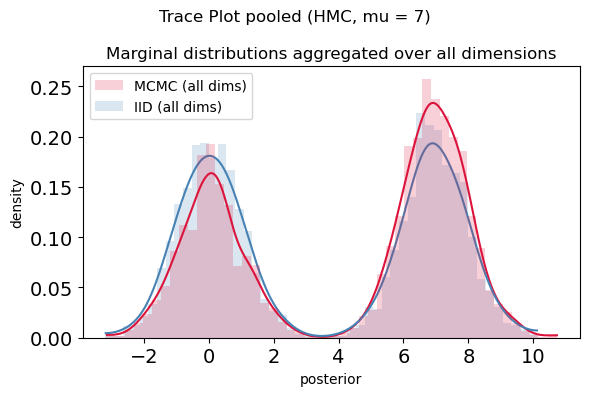 Trace Plot pooled (HMC, mu = 7)
Marginal distributions aggregated over all dimensions
MCMC (all dims)
IID (all dims)
density
0.25
0.20
0.15
0.10
0.05
0.00
−2
0
2
4
6
8
10
posterior